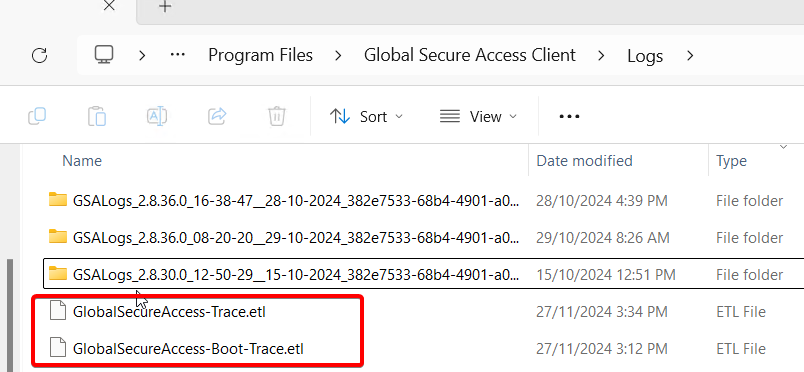 Program Files Global Secure Access Client Logs
Sort View
Name Date modified Type
GSALogs_2.8.36.0_16-38-47__28-10-2024_382e7533-68b4-4901-a0... 28/10/2024 4:39 PM File folder
GSALogs_2.8.36.0_08-20-20__29-10-2024_382e7533-68b4-4901-a0... 29/10/2024 8:26 AM File folder
GSALogs_2.8.30.0_12-50-29__15-10-2024_382e7533-68b4-4901-a0... 15/10/2024 12:51 PM File folder
GlobalSecureAccess-Trace.etl 27/11/2024 3:34 PM ETL File
GlobalSecureAccess-Boot-Trace.etl 27/11/2024 3:12 PM ETL File